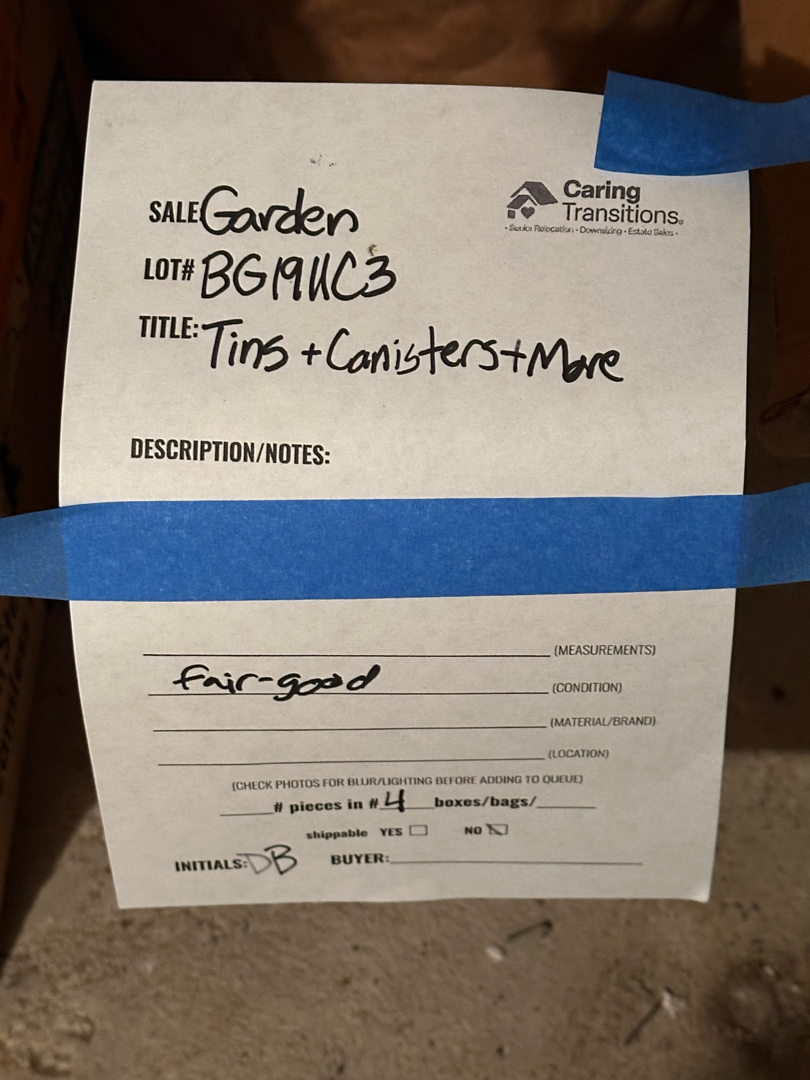 Caring
Transitions®
• Senior Relocation • Downsizing • Estate Sales •
SALE Garden
LOT# BG19UC3
TITLE: Tins + Canisters + More
DESCRIPTION/NOTES:
(MEASUREMENTS)
fair-good (CONDITION)
(MATERIAL/BRAND)
(LOCATION)
(CHECK PHOTOS FOR BLUR/LIGHTING BEFORE ADDING TO QUEUE)
# pieces in # 4 boxes/bags/
shippable YES NO
INITIALS: DB BUYER: